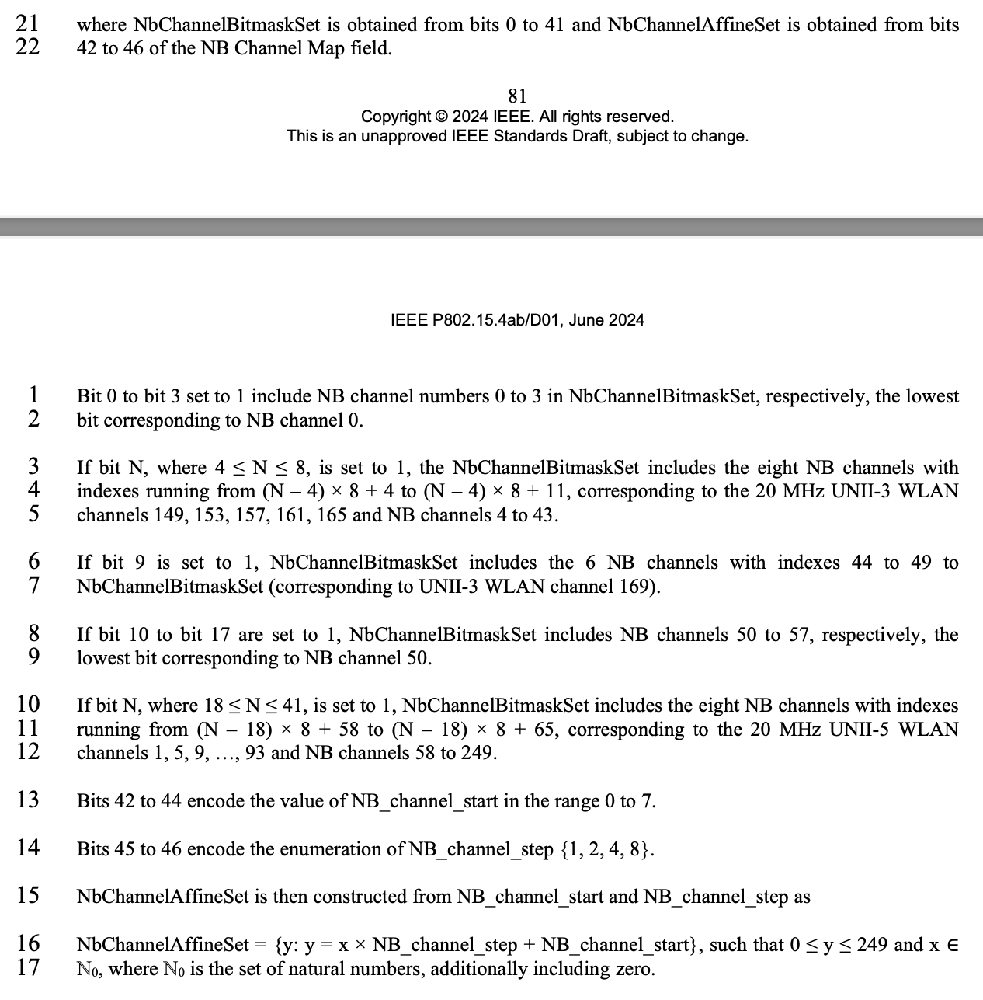 21 where NbChannelBitmaskSet is obtained from bits 0 to 41 and NbChannelAffineSet is obtained from bits
22 42 to 46 of the NB Channel Map field.
81
Copyright © 2024 IEEE. All rights reserved.
This is an unapproved IEEE Standards Draft, subject to change.
IEEE P802.15.4ab/D01, June 2024
1 Bit 0 to bit 3 set to 1 include NB channel numbers 0 to 3 in NbChannelBitmaskSet, respectively, the lowest
2 bit corresponding to NB channel 0.
3 If bit N, where 4 ≤ N ≤ 8, is set to 1, the NbChannelBitmaskSet includes the eight NB channels with
4 indexes running from (N – 4) × 8 + 4 to (N – 4) × 8 + 11, corresponding to the 20 MHz UNII-3 WLAN
5 channels 149, 153, 157, 161, 165 and NB channels 4 to 43.
6 If bit 9 is set to 1, NbChannelBitmaskSet includes the 6 NB channels with indexes 44 to 49 to
7 NbChannelBitmaskSet (corresponding to UNII-3 WLAN channel 169).
8 If bit 10 to bit 17 are set to 1, NbChannelBitmaskSet includes NB channels 50 to 57, respectively, the
9 lowest bit corresponding to NB channel 50.
10 If bit N, where 18 ≤ N ≤ 41, is set to 1, NbChannelBitmaskSet includes the eight NB channels with indexes
11 running from (N – 18) × 8 + 58 to (N – 18) × 8 + 65, corresponding to the 20 MHz UNII-5 WLAN
12 channels 1, 5, 9, …, 93 and NB channels 58 to 249.
13 Bits 42 to 44 encode the value of NB_channel_start in the range 0 to 7.
14 Bits 45 to 46 encode the enumeration of NB_channel_step {1, 2, 4, 8}.
15 NbChannelAffineSet is then constructed from NB_channel_start and NB_channel_step as
16 NbChannelAffineSet = {y: y = x × NB_channel_step + NB_channel_start}, such that 0 ≤ y ≤ 249 and x ∈
17 ℕ₀, where ℕ₀ is the set of natural numbers, additionally including zero.